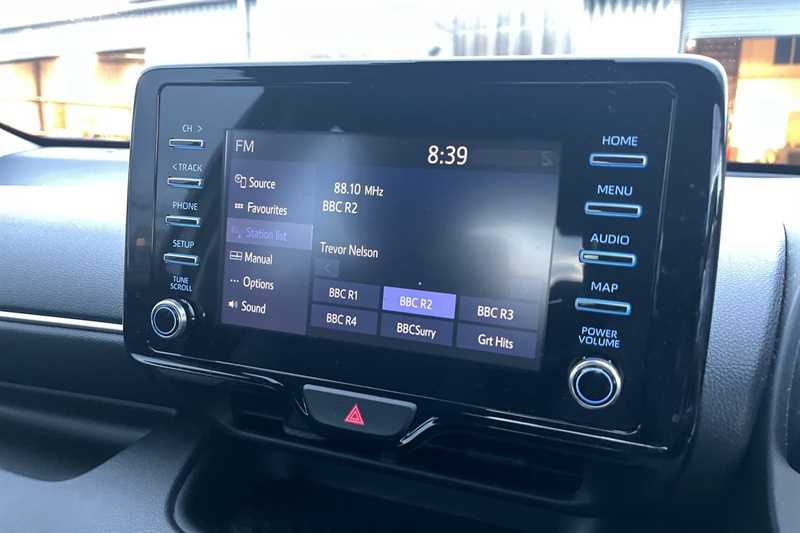 CH >
< TRACK
PHONE
SETUP
TUNE
SCROLL
FM
8:39
Source
Favourites
Station list
Manual
Options
Sound
88.10 MHz
BBC R2
Trevor Nelson
<
BBC R1
BBC R2
BBC R3
BBC R4
BBCSurry
Grt Hits
HOME
MENU
AUDIO
MAP
POWER
VOLUME